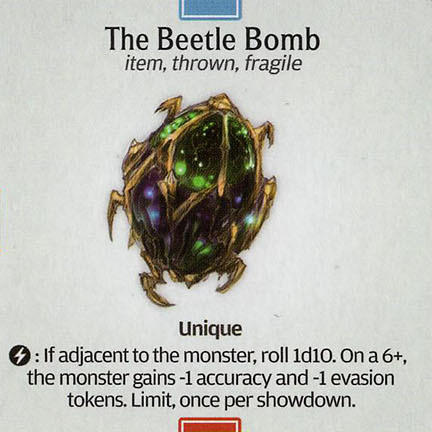 The Beetle Bomb
item, thrown, fragile
Unique
: If adjacent to the monster, roll 1d10. On a 6+,
the monster gains -1 accuracy and -1 evasion
tokens. Limit, once per showdown.